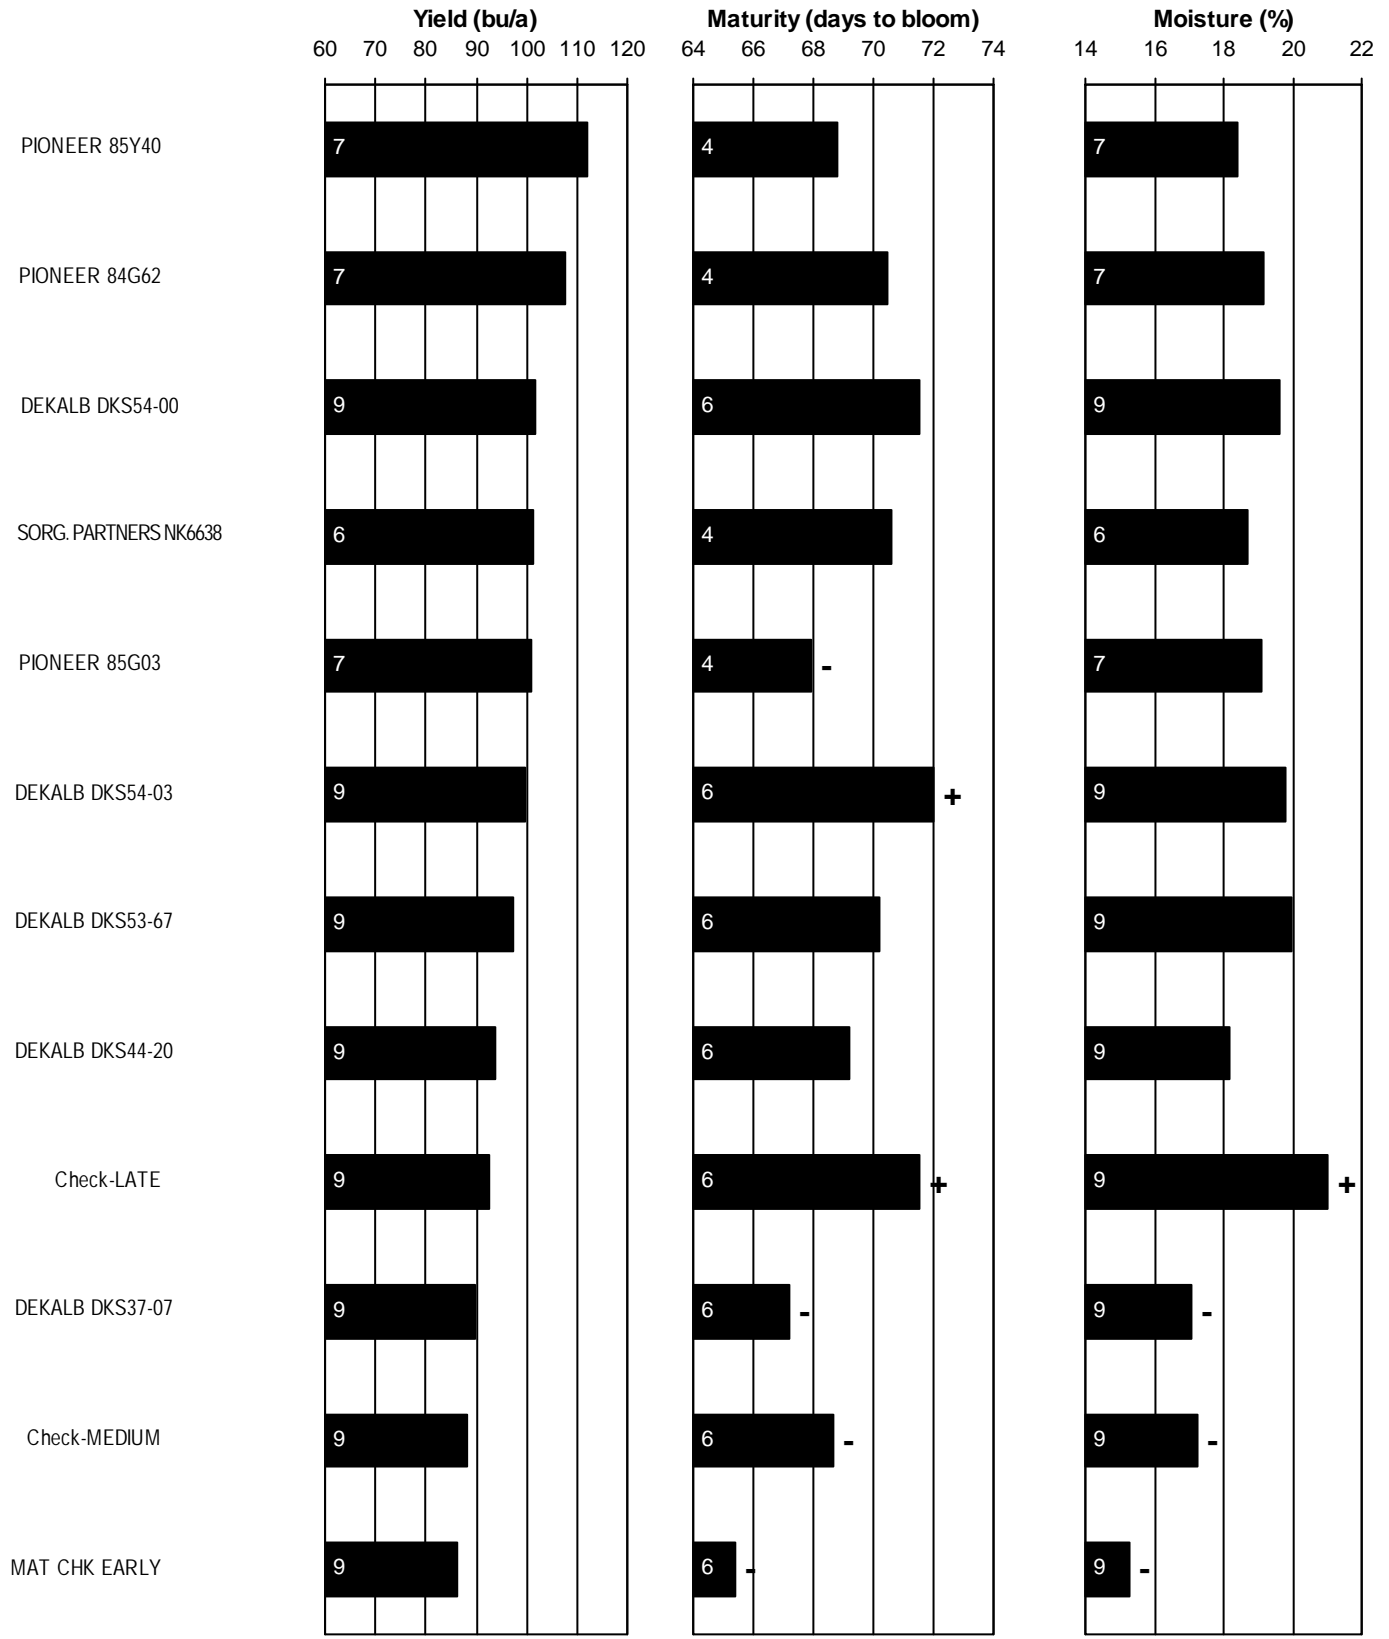 Yield (bu/a) Maturity (days to bloom) Moisture (%)
60 70 80 90 100 110 120 64 66 68 70 72 74 14 16 18 20 22
PIONEER 85Y40 7 4 7
PIONEER 84G62 7 4 7
DEKALB DKS54-00 9 6 9
SORG. PARTNERS NK6638 6 4 6
PIONEER 85G03 7 4 - 7
DEKALB DKS54-03 9 6 + 9
DEKALB DKS53-67 9 6 9
DEKALB DKS44-20 9 6 9
Check-LATE 9 6 + 9 +
DEKALB DKS37-07 9 6 - 9 -
Check-MEDIUM 9 6 - 9 -
MAT CHK EARLY 9 6 - 9 -